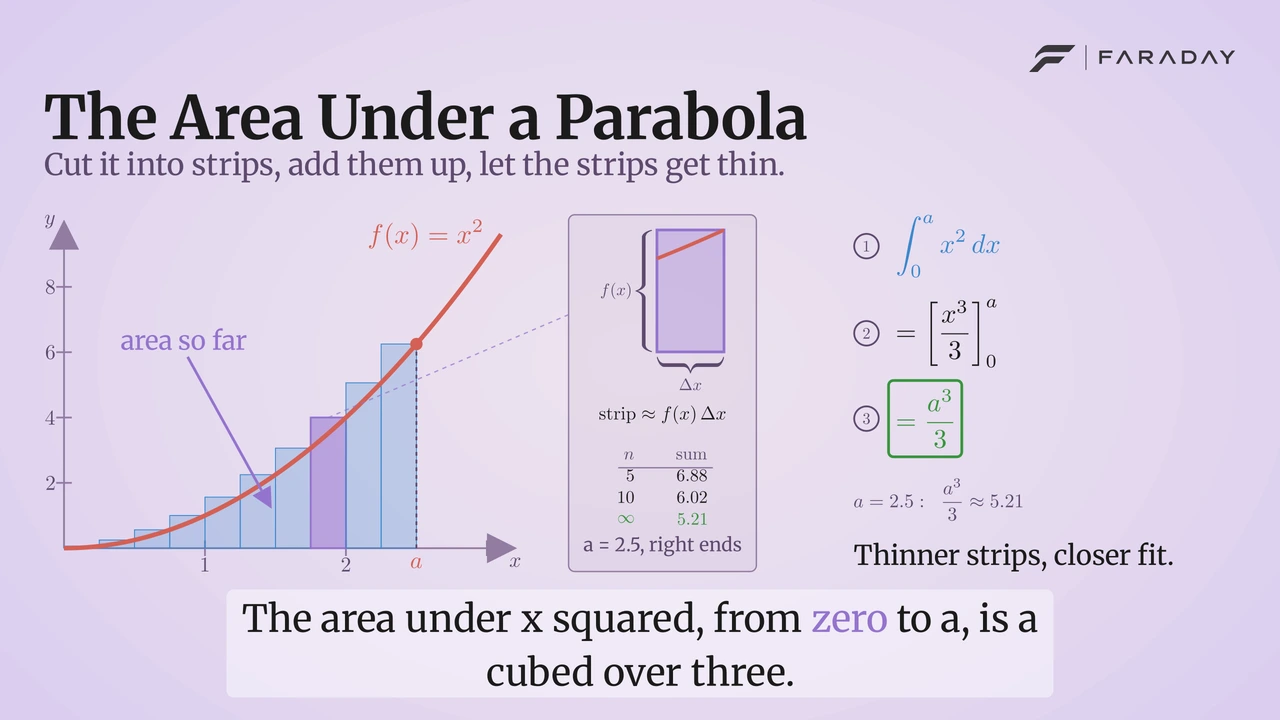 FARADAY
The Area Under a Parabola
Cut it into strips, add them up, let the strips get thin.
y
f(x) = x²
8
6
4
2
area so far
1
2
a
x
f(x)
Δx
strip ≈ f(x) Δx
n sum
5 6.88
10 6.02
∞ 5.21
a = 2.5, right ends
① ∫₀ᵃ x² dx
② = [x³/3]₀ᵃ
③ = a³/3
a = 2.5 : a³/3 ≈ 5.21
Thinner strips, closer fit.
The area under x squared, from zero to a, is a
cubed over three.